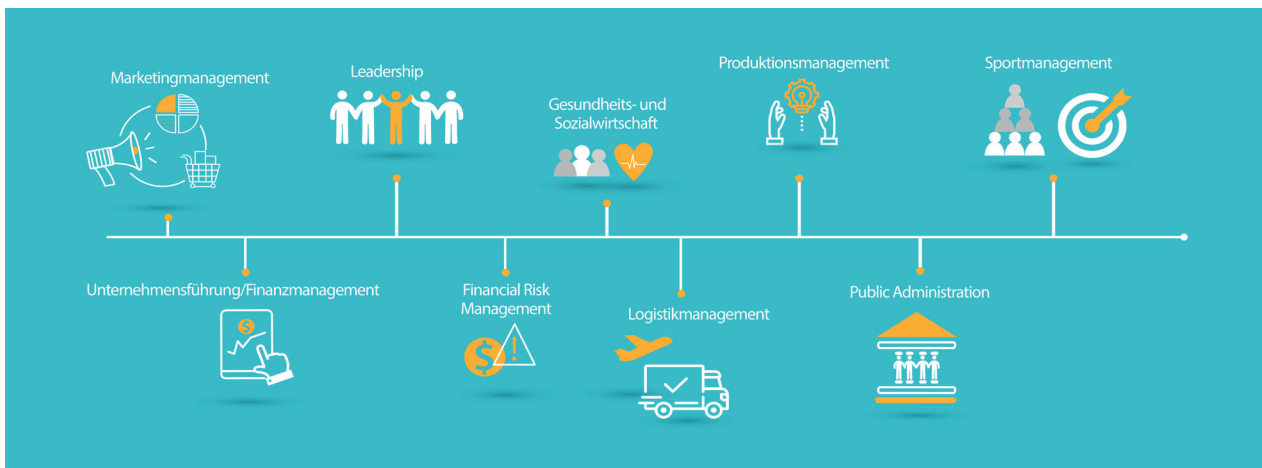 Marketingmanagement
Leadership
Gesundheits- und
Sozialwirtschaft
Produktionsmanagement
Sportmanagement
Unternehmensführung/Finanzmanagement
Financial Risk
Management
Logistikmanagement
Public Administration